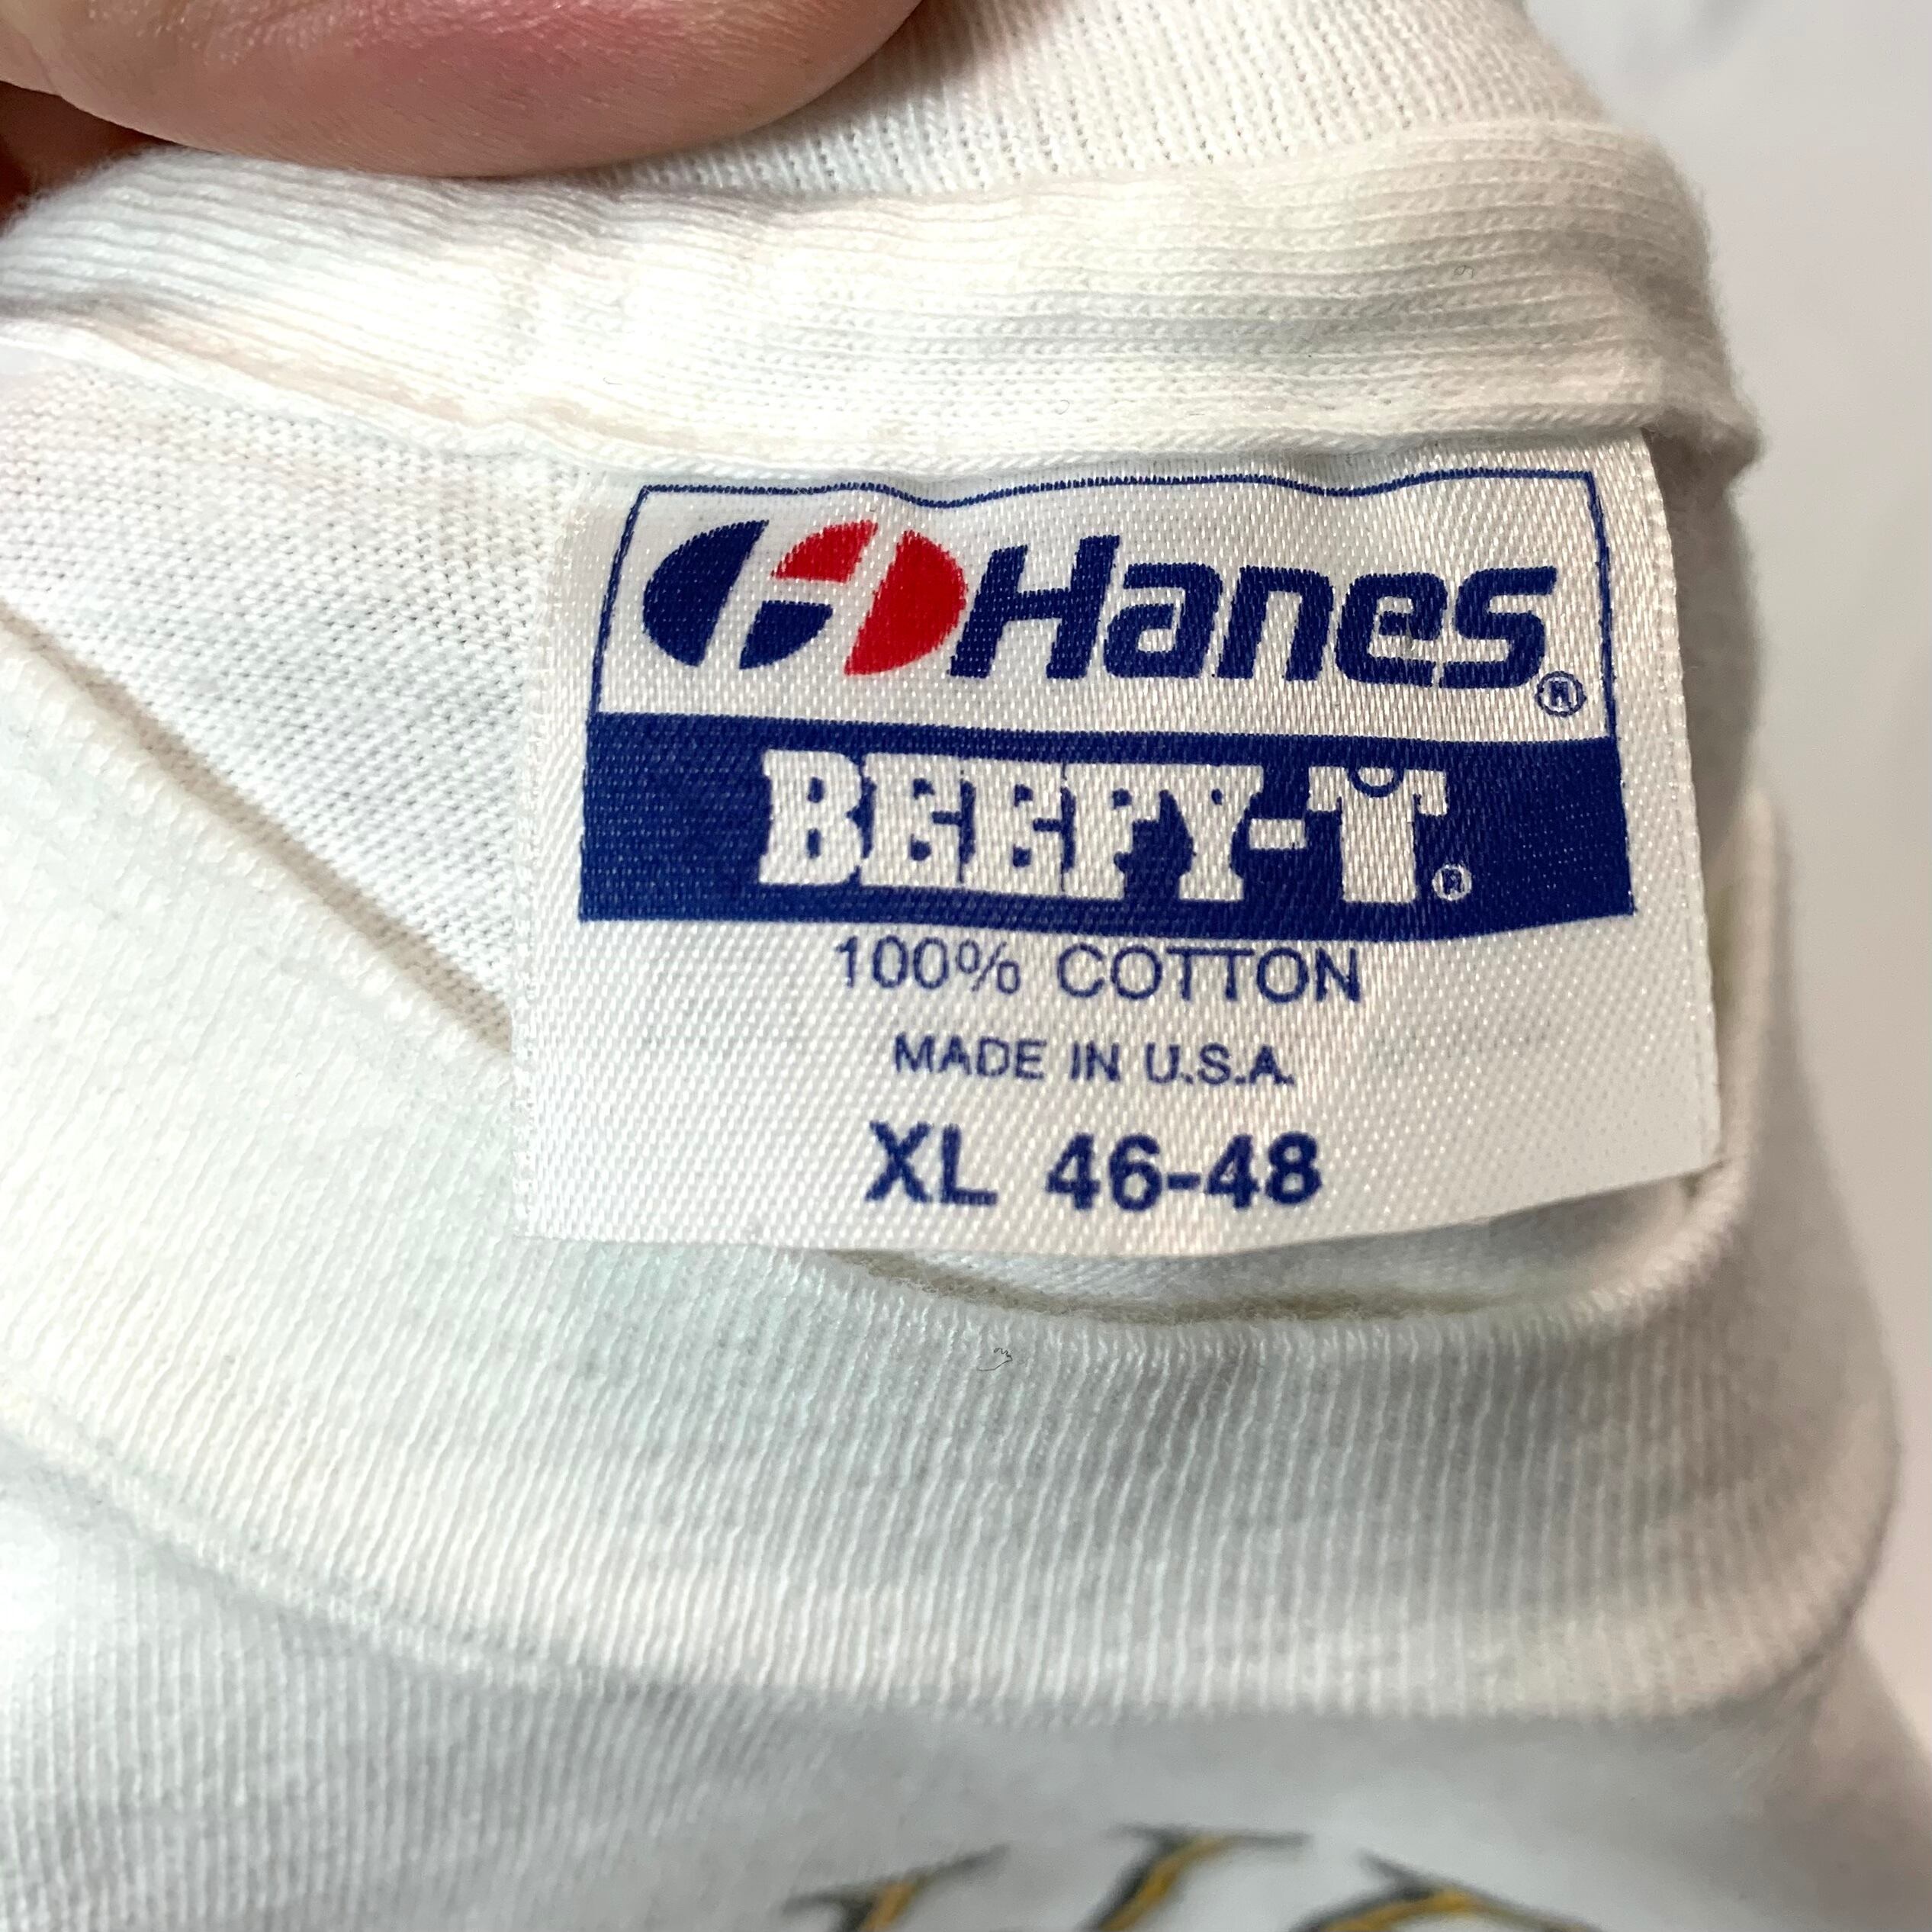 Hanes®
BEEFY-T®
100% COTTON
MADE IN U.S.A.
XL 46-48